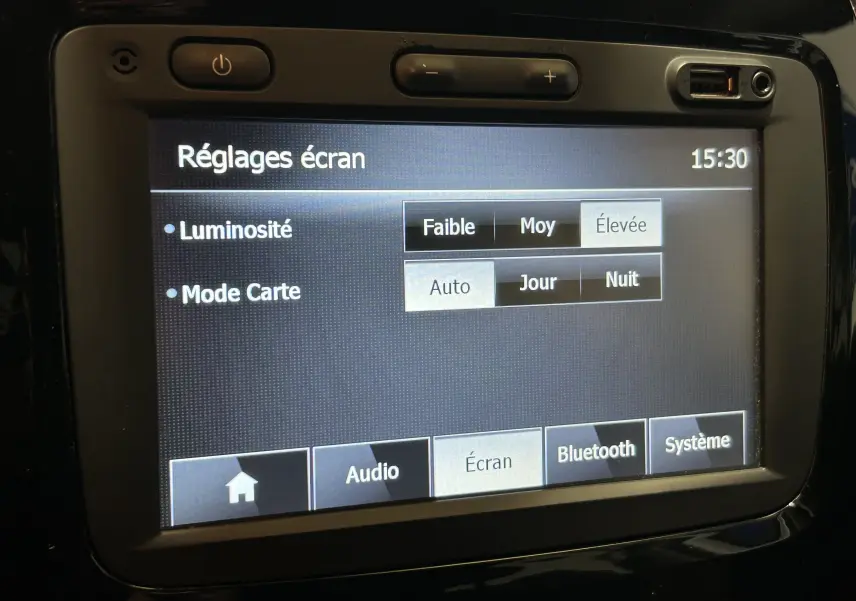 Réglages écran 15:30
Luminosité Faible Moy Élevée
Mode Carte Auto Jour Nuit
Audio Écran Bluetooth Système